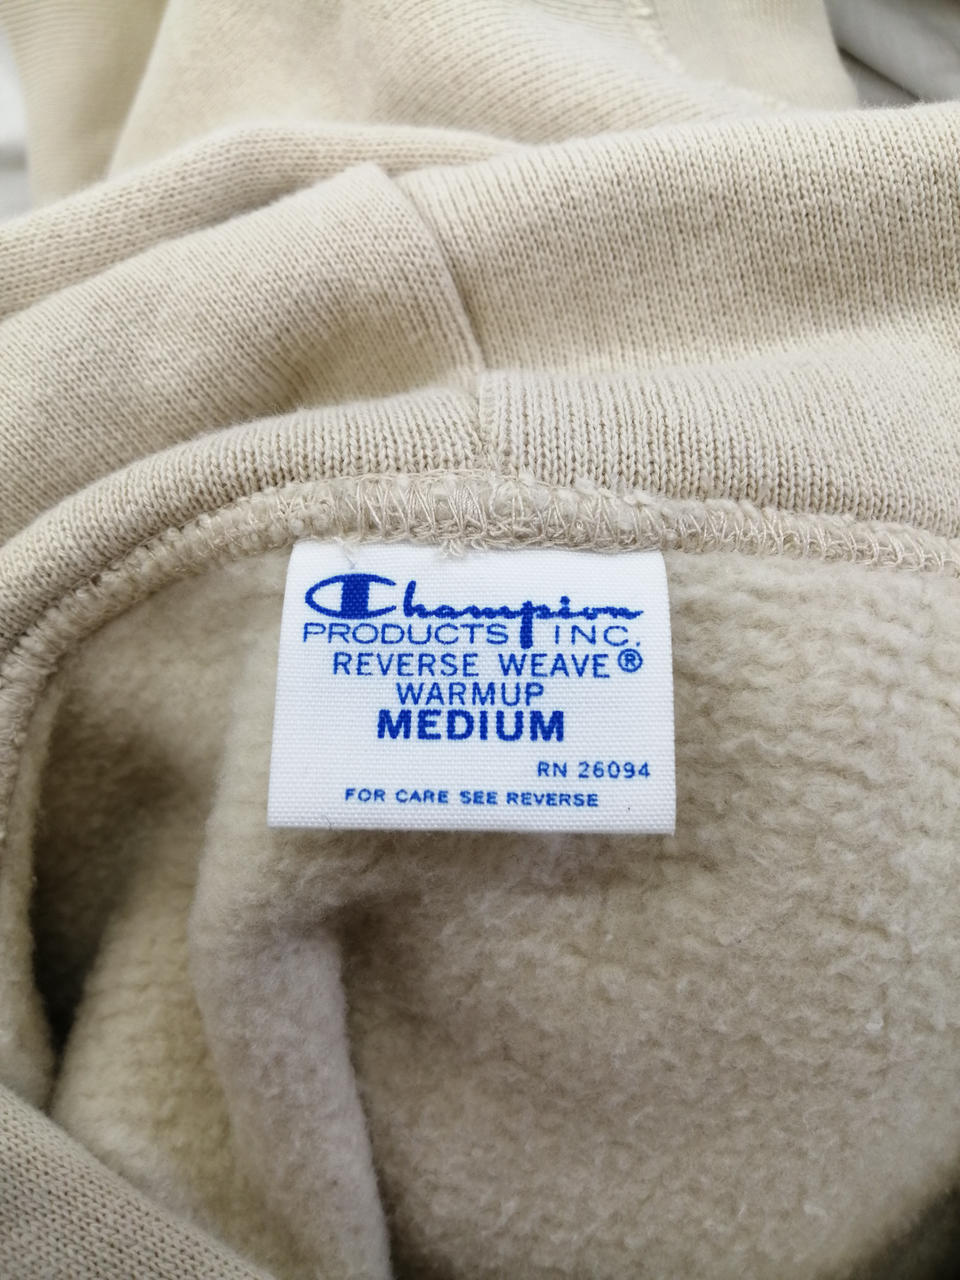 Champion
PRODUCTS INC.
REVERSE WEAVE®
WARMUP
MEDIUM
RN 26094
FOR CARE SEE REVERSE